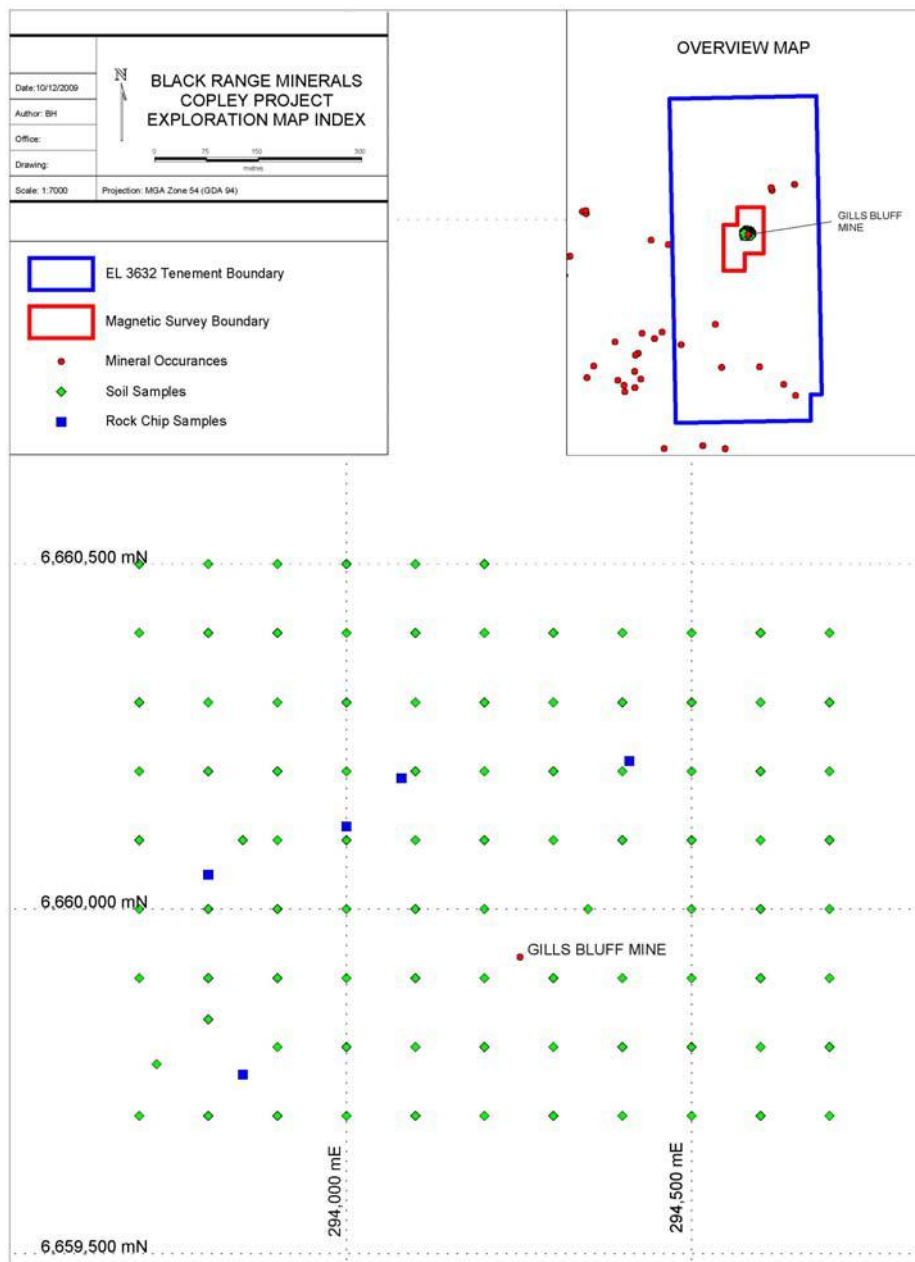 Date:10/12/2009
Author: BH
Office:
Drawing:
Scale: 1:7000
N
BLACK RANGE MINERALS
COPLEY PROJECT
EXPLORATION MAP INDEX
0 75 150 300
metres
Projection: MGA Zone 54 (GDA 94)
EL 3632 Tenement Boundary
Magnetic Survey Boundary
Mineral Occurances
Soil Samples
Rock Chip Samples
OVERVIEW MAP
GILLS BLUFF
MINE
6,660,500 mN
6,660,000 mN
GILLS BLUFF MINE
294,000 mE
294,500 mE
6,659,500 mN